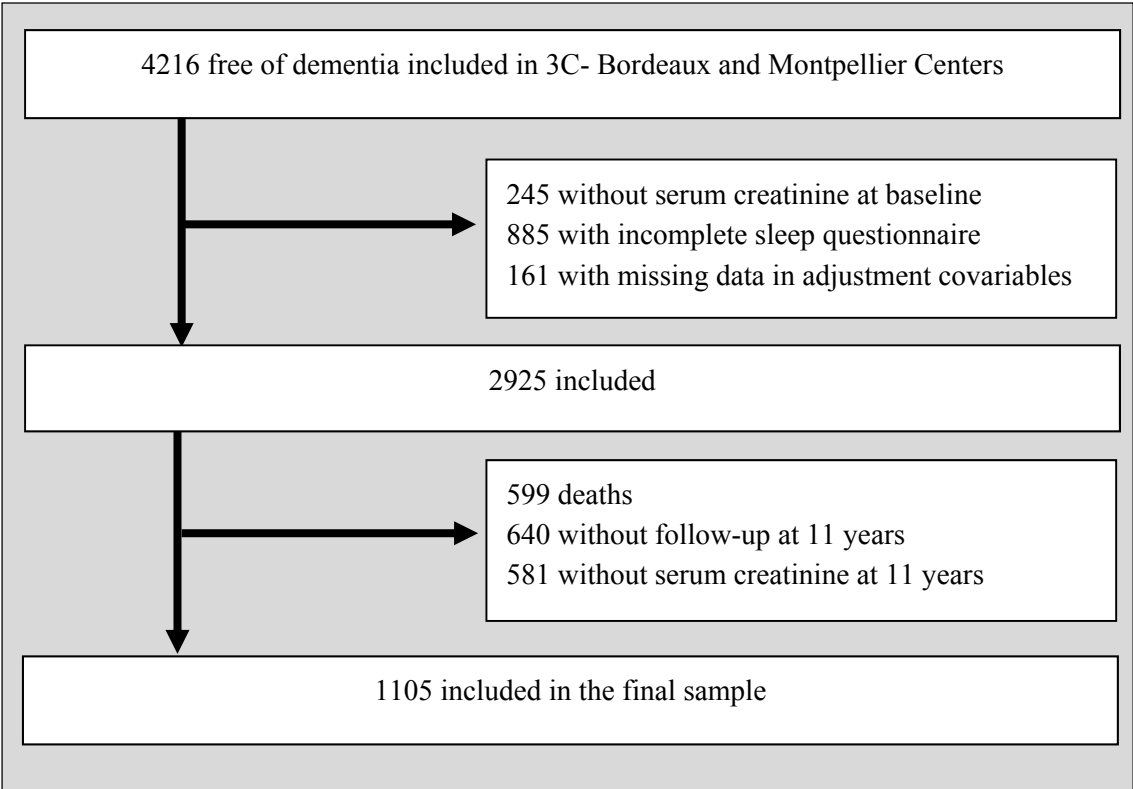 4216 free of dementia included in 3C- Bordeaux and Montpellier Centers
245 without serum creatinine at baseline
885 with incomplete sleep questionnaire
161 with missing data in adjustment covariables
2925 included
599 deaths
640 without follow-up at 11 years
581 without serum creatinine at 11 years
1105 included in the final sample